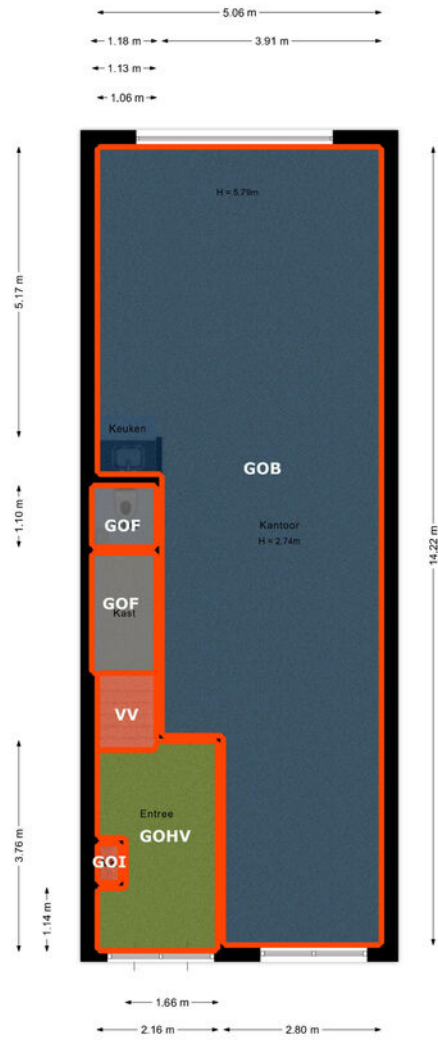 5.06 m
1.18 m
3.91 m
1.13 m
1.06 m
H = 5.79m
5.17 m
Keuken
GOB
Kantoor
H = 2.74m
14.22 m
1.10 m
GOF
GOF
Kast
VV
3.76 m
Entree
GOHV
GOI
1.14 m
1.66 m
2.16 m
2.80 m